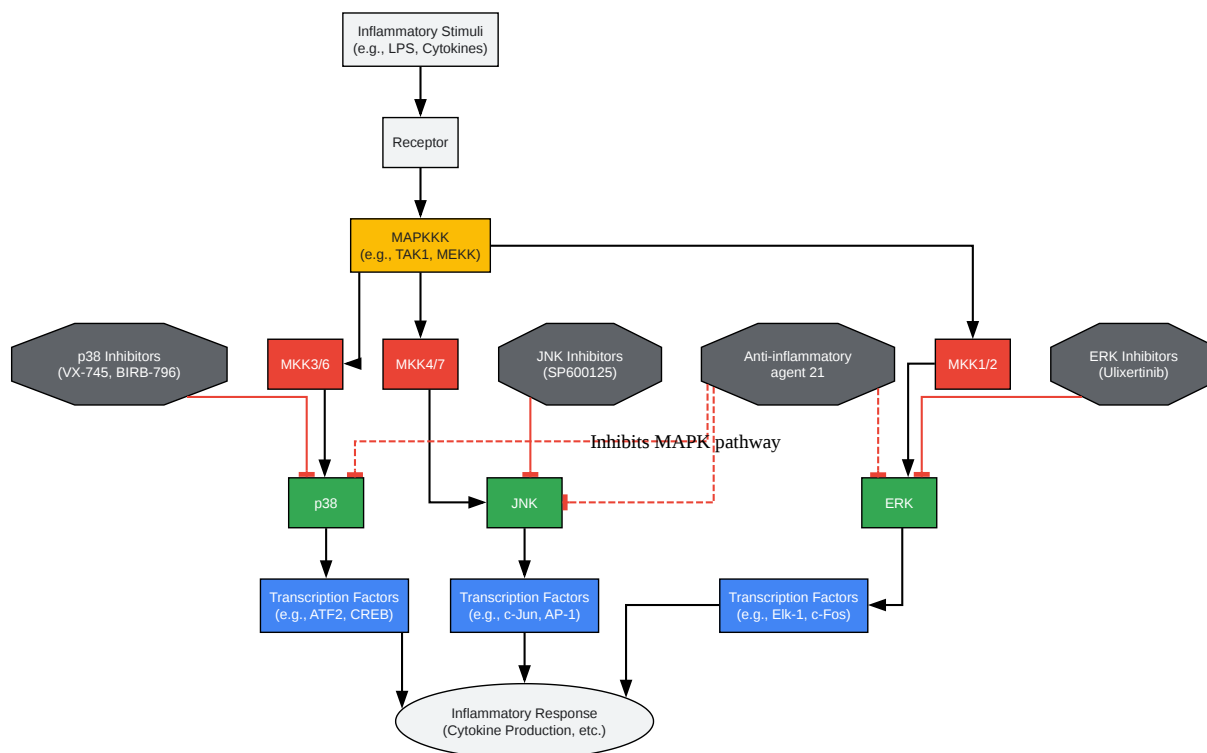 Inflammatory Stimuli
(e.g., LPS, Cytokines)
Receptor
MAPKKK
(e.g., TAK1, MEKK)
p38 Inhibitors
(VX-745, BIRB-796)
MKK3/6
MKK4/7
JNK Inhibitors
(SP600125)
Anti-inflammatory
agent 21
MKK1/2
ERK Inhibitors
(Ulixertinib)
Inhibits MAPK pathway
p38
JNK
ERK
Transcription Factors
(e.g., ATF2, CREB)
Transcription Factors
(e.g., c-Jun, AP-1)
Transcription Factors
(e.g., Elk-1, c-Fos)
Inflammatory Response
(Cytokine Production, etc.)